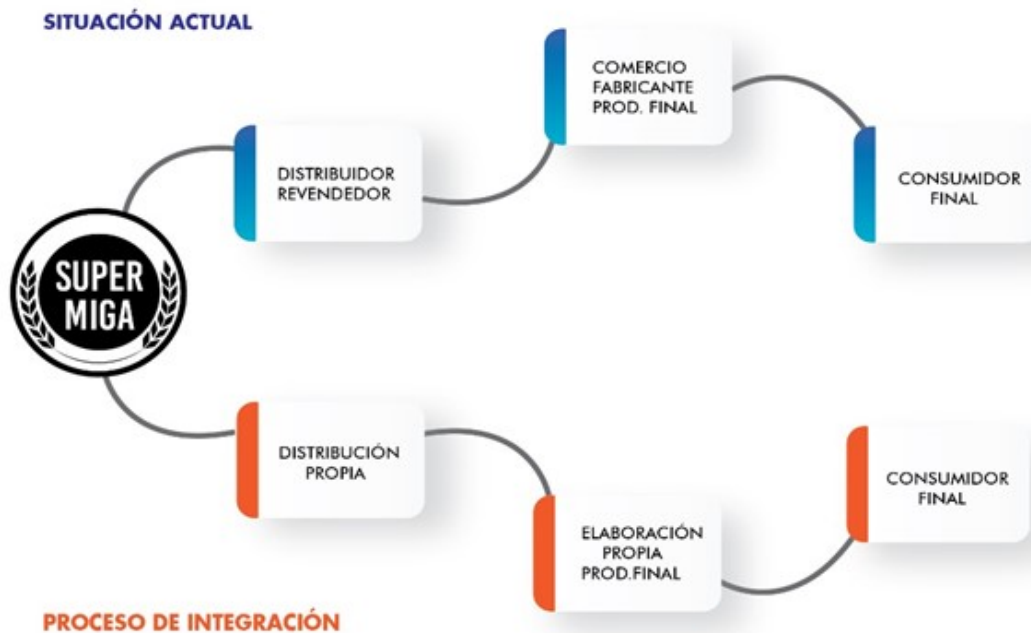 SITUACIÓN ACTUAL
COMERCIO
FABRICANTE
PROD. FINAL
DISTRIBUIDOR
REVENDEDOR
CONSUMIDOR
FINAL
SUPER
MIGA
DISTRIBUCIÓN
PROPIA
ELABORACIÓN
PROPIA
PROD.FINAL
CONSUMIDOR
FINAL
PROCESO DE INTEGRACIÓN